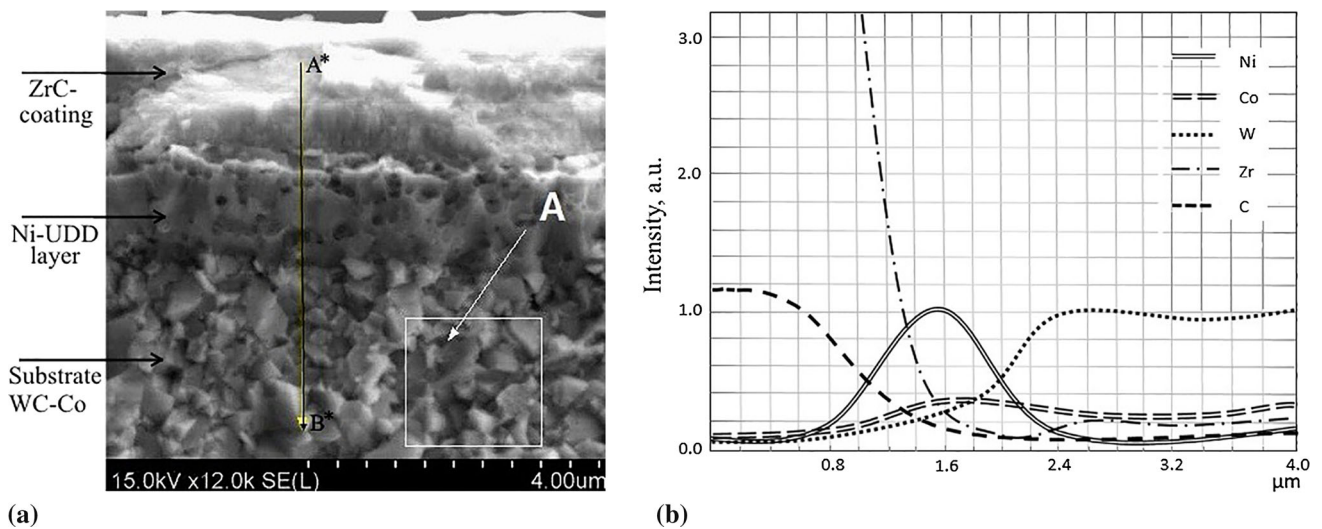 ZrC-
coating
Ni-UDD
layer
Substrate
WC-Co
A*
A
B*
15.0kV x12.0k SE(L) 4.00um
(a)
Intensity, a.u.
3.0
2.0
1.0
0.0
0.8 1.6 2.4 3.2 4.0
μm
Ni
Co
W
Zr
C
(b)